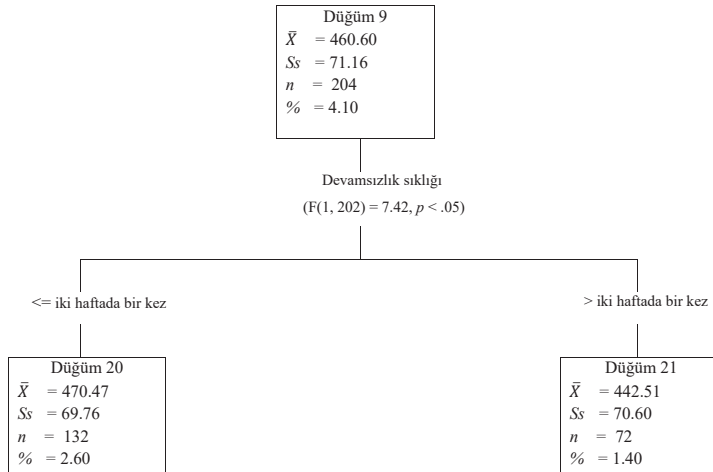 Düğüm 9
X̄ = 460.60
Ss = 71.16
n = 204
% = 4.10
Devamsızlık sıklığı
(F(1, 202) = 7.42, p < .05)
<= iki haftada bir kez
> iki haftada bir kez
Düğüm 20
X̄ = 470.47
Ss = 69.76
n = 132
% = 2.60
Düğüm 21
X̄ = 442.51
Ss = 70.60
n = 72
% = 1.40